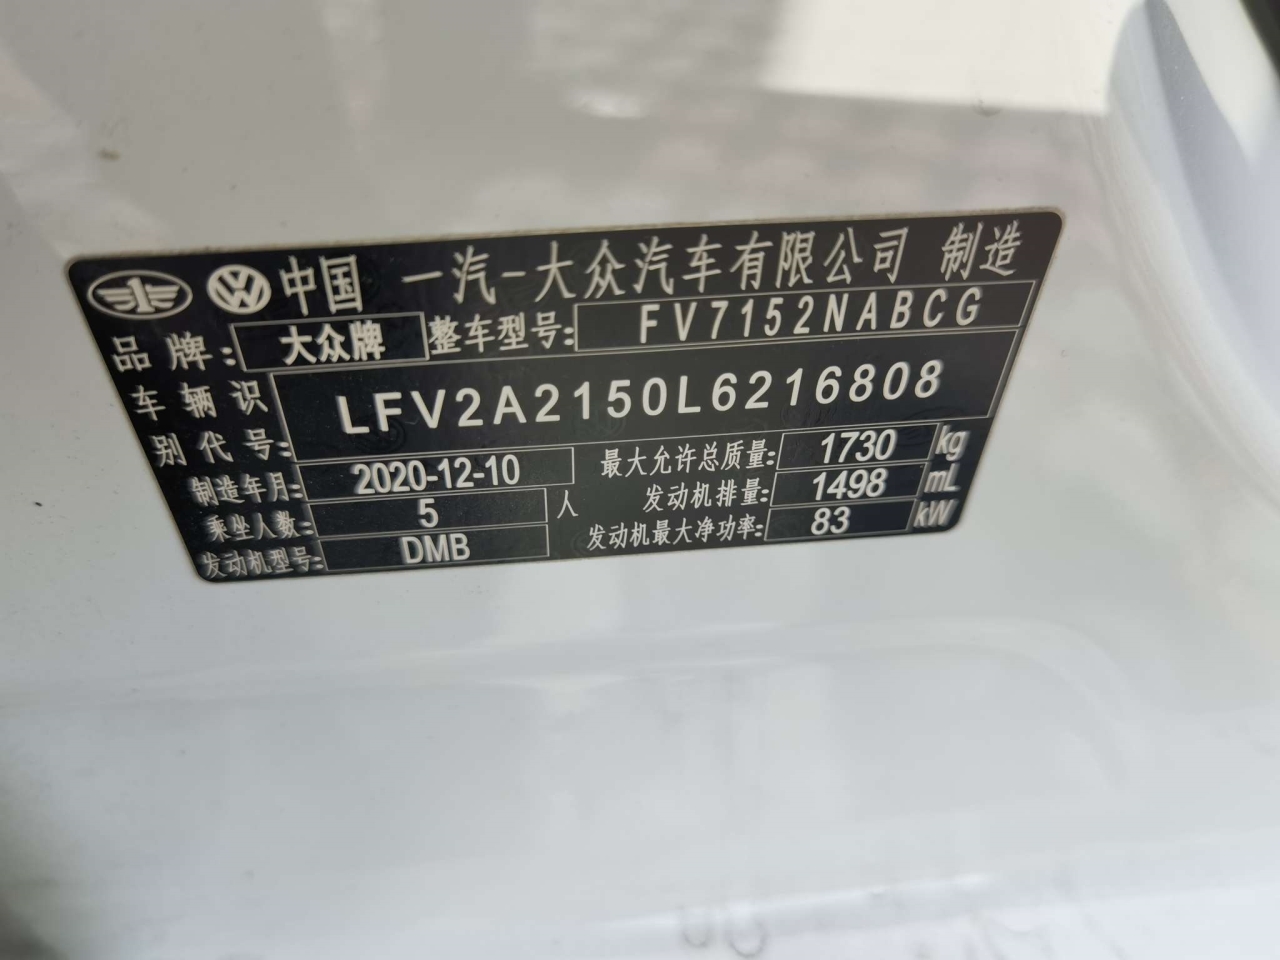 中国 一汽-大众汽车有限公司 制造
品牌: 大众牌 整车型号: FV7152NABCG
车辆识别代号: LFV2A2150L6216808
制造年月: 2020-12-10 最大允许总质量: 1730 kg
乘坐人数: 5 人 发动机排量: 1498 mL
发动机型号: DMB 发动机最大净功率: 83 kW